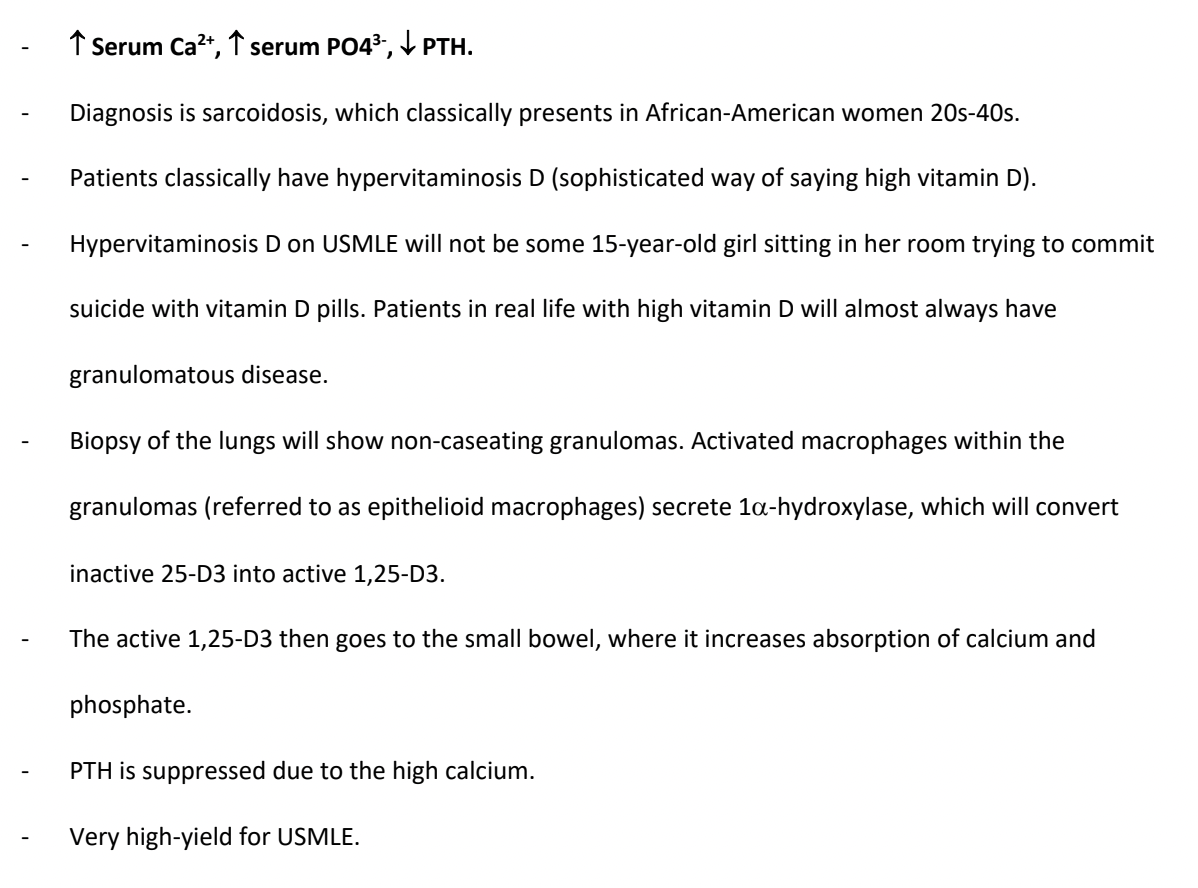 - ↑ Serum Ca²⁺, ↑ serum PO4³⁻, ↓ PTH.
- Diagnosis is sarcoidosis, which classically presents in African-American women 20s-40s.
- Patients classically have hypervitaminosis D (sophisticated way of saying high vitamin D).
- Hypervitaminosis D on USMLE will not be some 15-year-old girl sitting in her room trying to commit
suicide with vitamin D pills. Patients in real life with high vitamin D will almost always have
granulomatous disease.
- Biopsy of the lungs will show non-caseating granulomas. Activated macrophages within the
granulomas (referred to as epithelioid macrophages) secrete 1α-hydroxylase, which will convert
inactive 25-D3 into active 1,25-D3.
- The active 1,25-D3 then goes to the small bowel, where it increases absorption of calcium and
phosphate.
- PTH is suppressed due to the high calcium.
- Very high-yield for USMLE.